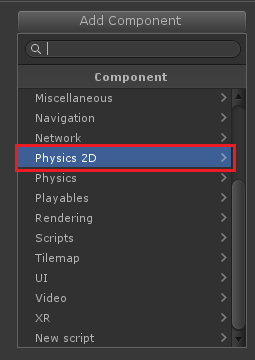 Add Component
Component
Miscellaneous
Navigation
Network
Physics 2D
Physics
Playables
Rendering
Scripts
Tilemap
UI
Video
XR
New script